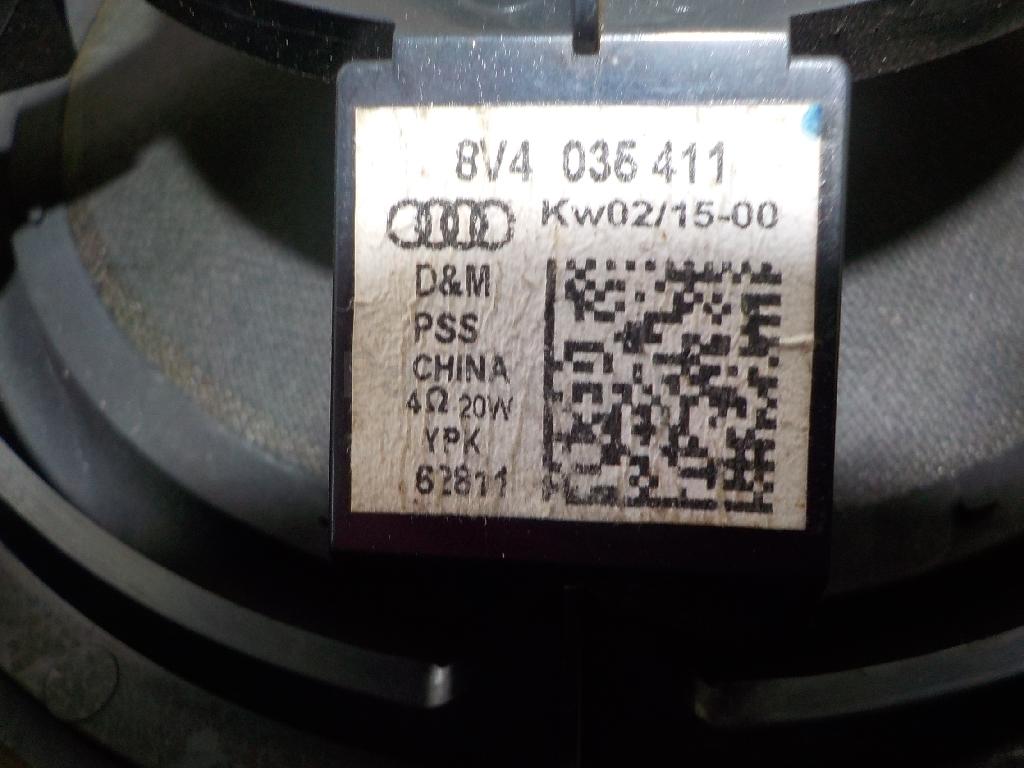 8V4 035 411
Kw02/15-00
D&M
PSS
CHINA
4Ω 20W
YPK
62811